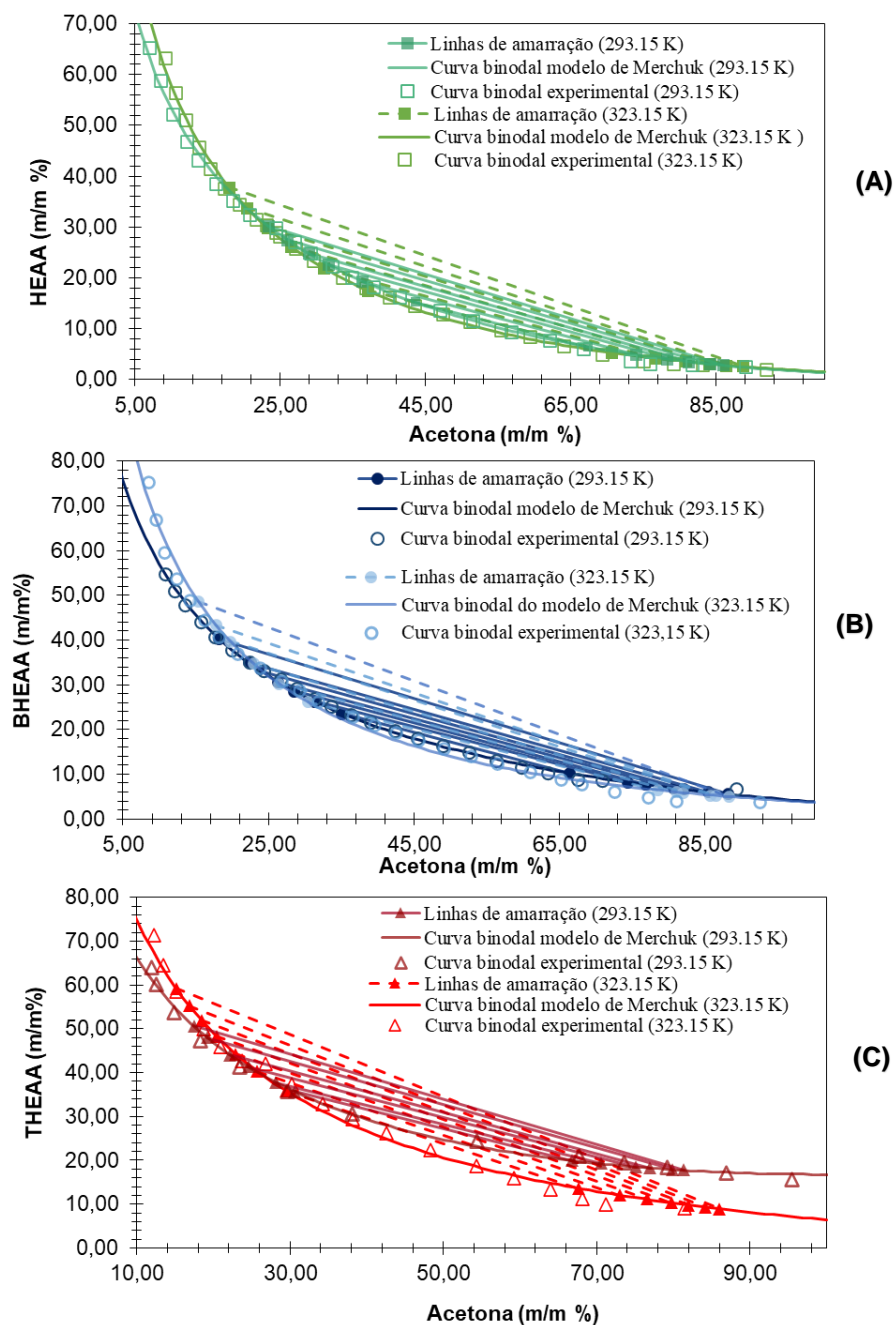 70,00
60,00
50,00
40,00
30,00
20,00
10,00
0,00
HEAA (m/m %)
Linhas de amarração (293.15 K)
Curva binodal modelo de Merchuk (293.15 K)
Curva binodal experimental (293.15 K)
Linhas de amarração (323.15 K)
Curva binodal modelo de Merchuk (323.15 K )
Curva binodal experimental (323.15 K)
(A)
5,00 25,00 45,00 65,00 85,00
Acetona (m/m %)
80,00
70,00
60,00
50,00
40,00
30,00
20,00
10,00
0,00
BHEAA (m/m%)
Linhas de amarração (293.15 K)
Curva binodal modelo de Merchuk (293.15 K)
Curva binodal experimental (293.15 K)
Linhas de amarração (323.15 K)
Curva binodal do modelo de Merchuk (323.15 K)
Curva binodal experimental (323,15 K)
(B)
5,00 25,00 45,00 65,00 85,00
Acetona (m/m %)
80,00
70,00
60,00
50,00
40,00
30,00
20,00
10,00
0,00
THEAA (m/m%)
Linhas de amarração (293.15 K)
Curva binodal modelo de Merchuk (293.15 K)
Curva binodal experimental (293.15 K)
Linhas de amarração (323.15 K)
Curva binodal modelo de Merchuk (323.15 K)
Curva binodal experimental (323.15 K)
(C)
10,00 30,00 50,00 70,00 90,00
Acetona (m/m %)